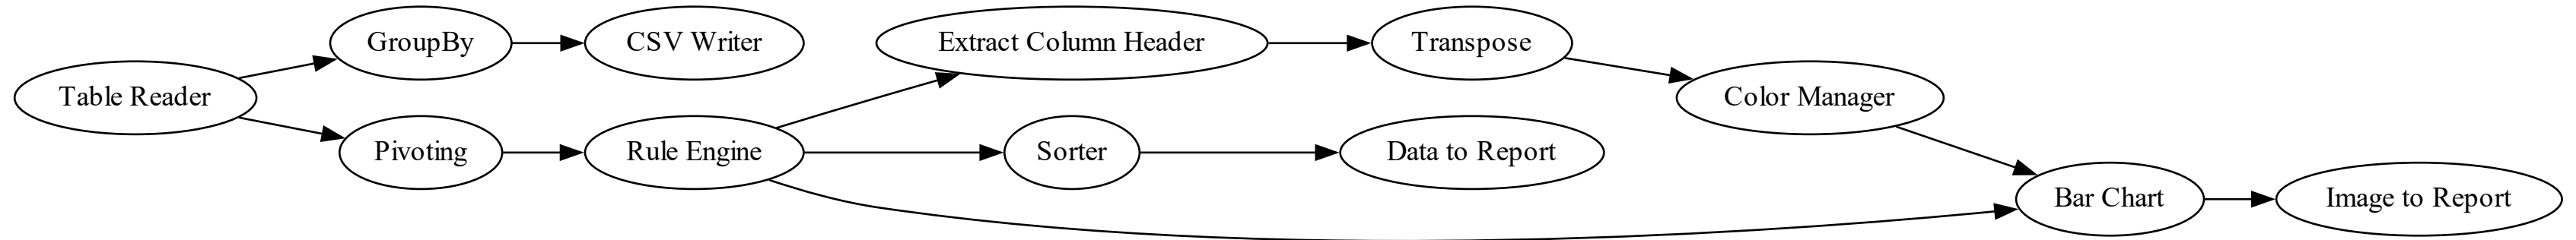 GroupBy
CSV Writer
Extract Column Header
Transpose
Table Reader
Color Manager
Pivoting
Rule Engine
Sorter
Data to Report
Bar Chart
Image to Report